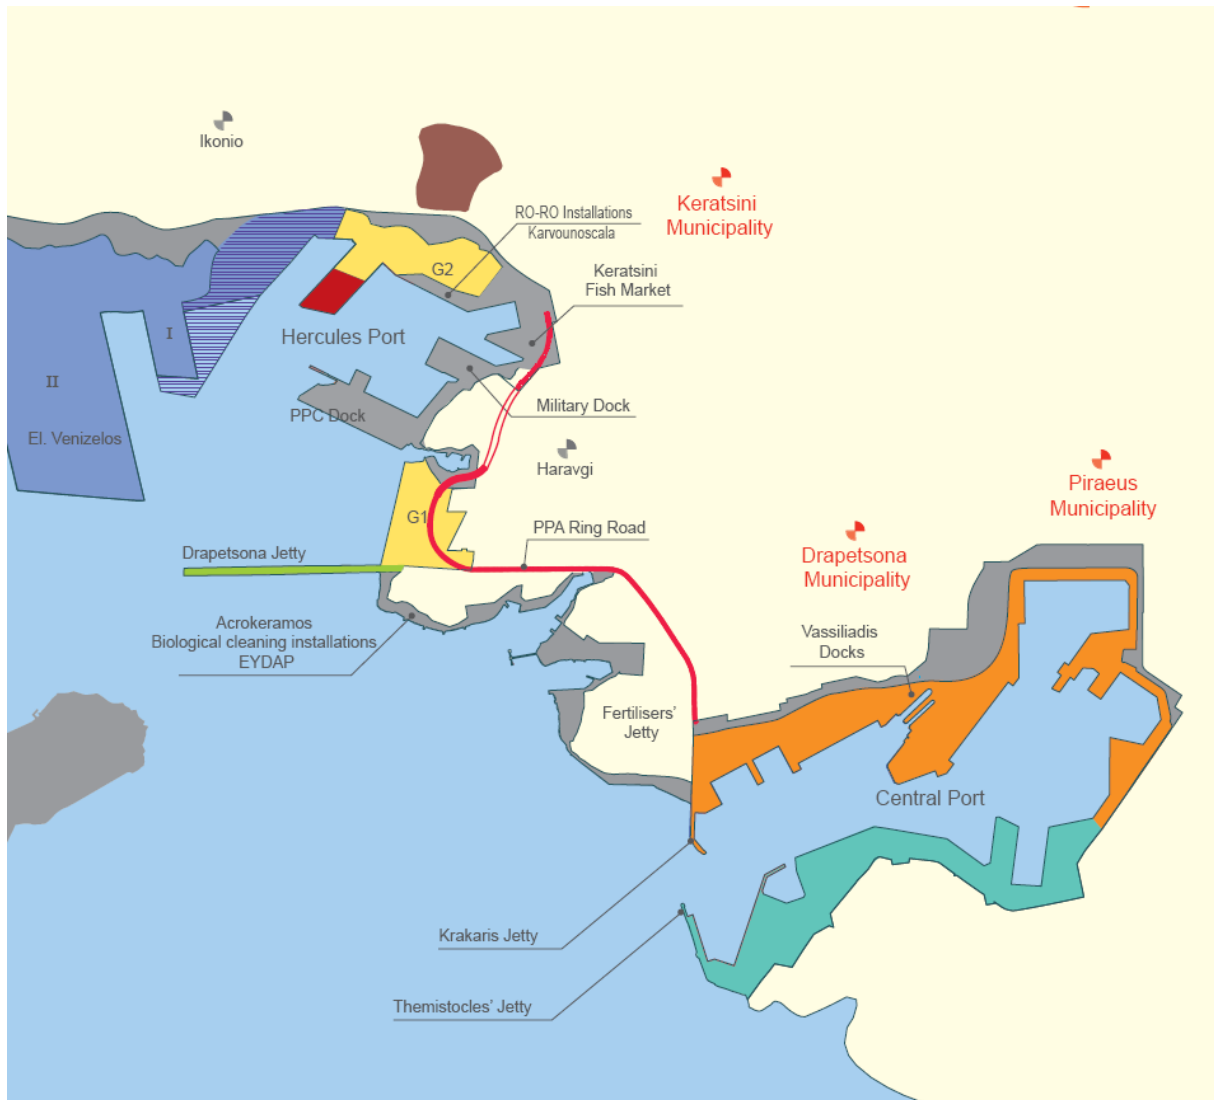 Ikonio
Keratsini
Municipality
RO-RO Installations
Karvounoscala
G2
Keratsini
Fish Market
I
Hercules Port
II
El. Venizelos
PPC Dock
Military Dock
Haravgi
Piraeus
Municipality
G1
PPA Ring Road
Drapetsona Jetty
Drapetsona
Municipality
Acrokeramos
Biological cleaning installations
EYDAP
Vassiliadis
Docks
Fertilisers'
Jetty
Central Port
Krakaris Jetty
Themistocles' Jetty